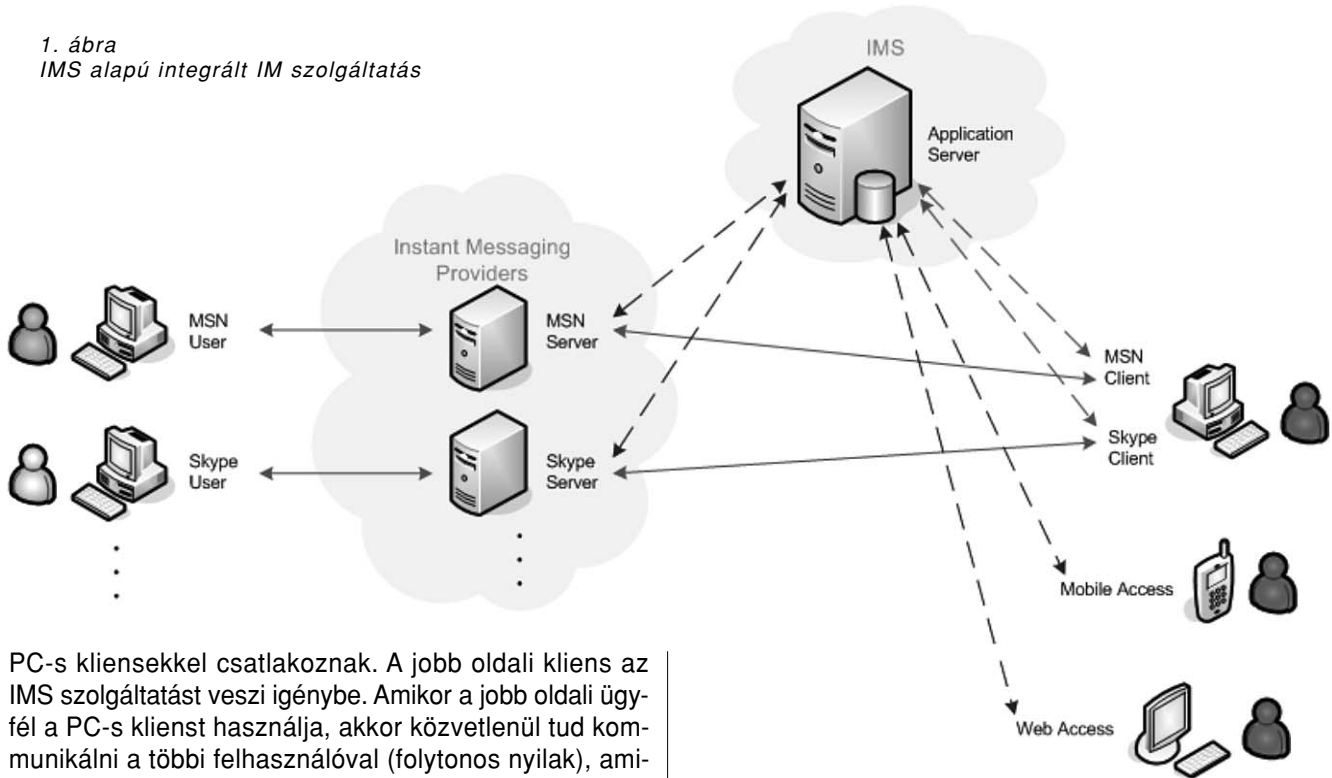 1. ábra
IMS alapú integrált IM szolgáltatás
IMS
Application
Server
Instant Messaging
Providers
MSN
User
MSN
Server
MSN
Client
Skype
User
Skype
Server
Skype
Client
Mobile Access
Web Access
PC-s kliensekkel csatlakoznak. A jobb oldali kliens az
IMS szolgáltatást veszi igénybe. Amikor a jobb oldali ügy-
fél a PC-s klienst használja, akkor közvetlenül tud kom-
munikálni a többi felhasználóval (folytonos nyilak), ami-